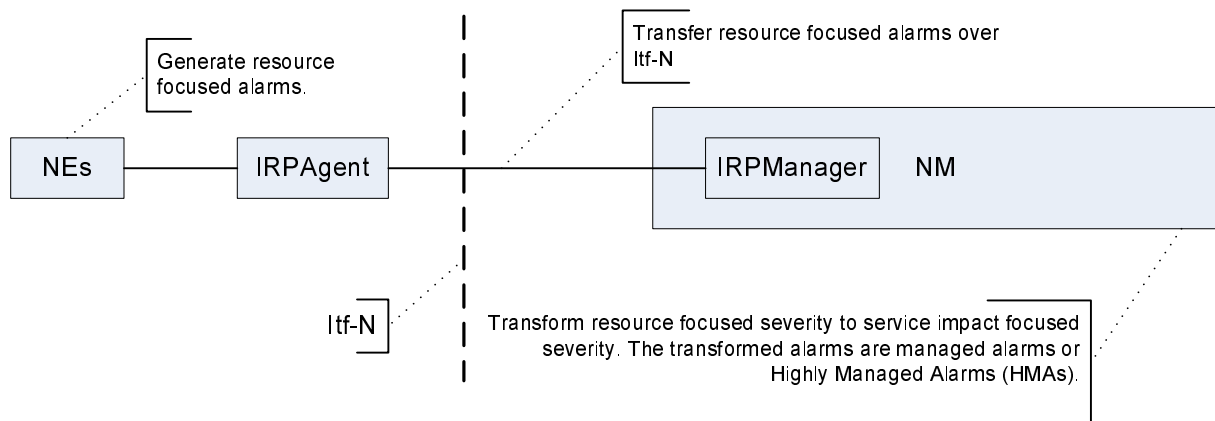 Generate resource
focused alarms.
Transfer resource focused alarms over
Itf-N
NEs
IRPAgent
IRPManager
NM
Itf-N
Transform resource focused severity to service impact focused
severity. The transformed alarms are managed alarms or
Highly Managed Alarms (HMAs).